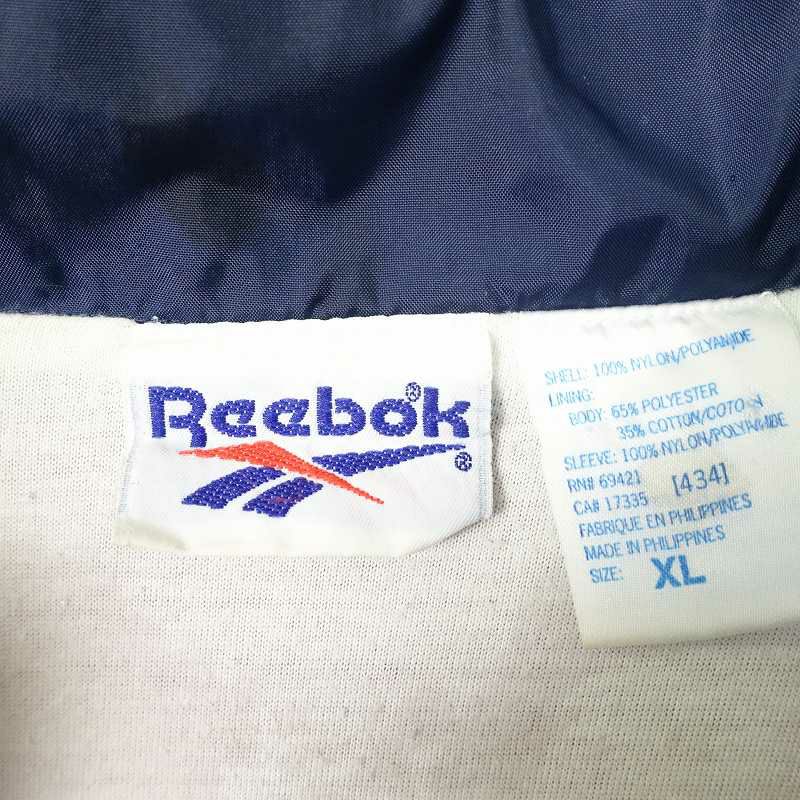 Reebok®
®
SHELL: 100% NYLON/POLYAMIDE
LINING:
BODY: 65% POLYESTER
35% COTTON/COTON
SLEEVE: 100% NYLON/POLYAMIDE
RN# 69421
CA# 17335 [434]
FABRIQUE EN PHILIPPINES
MADE IN PHILIPPINES
SIZE: XL